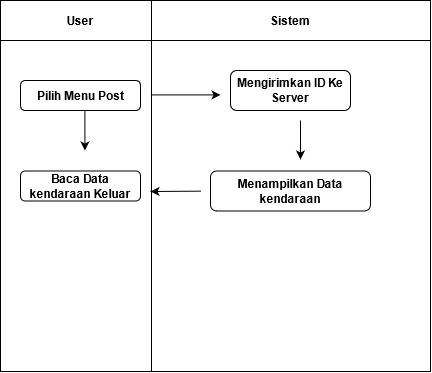 User
Sistem
Pilih Menu Post
Mengirimkan ID Ke
Server
Baca Data
kendaraan Keluar
Menampilkan Data
kendaraan